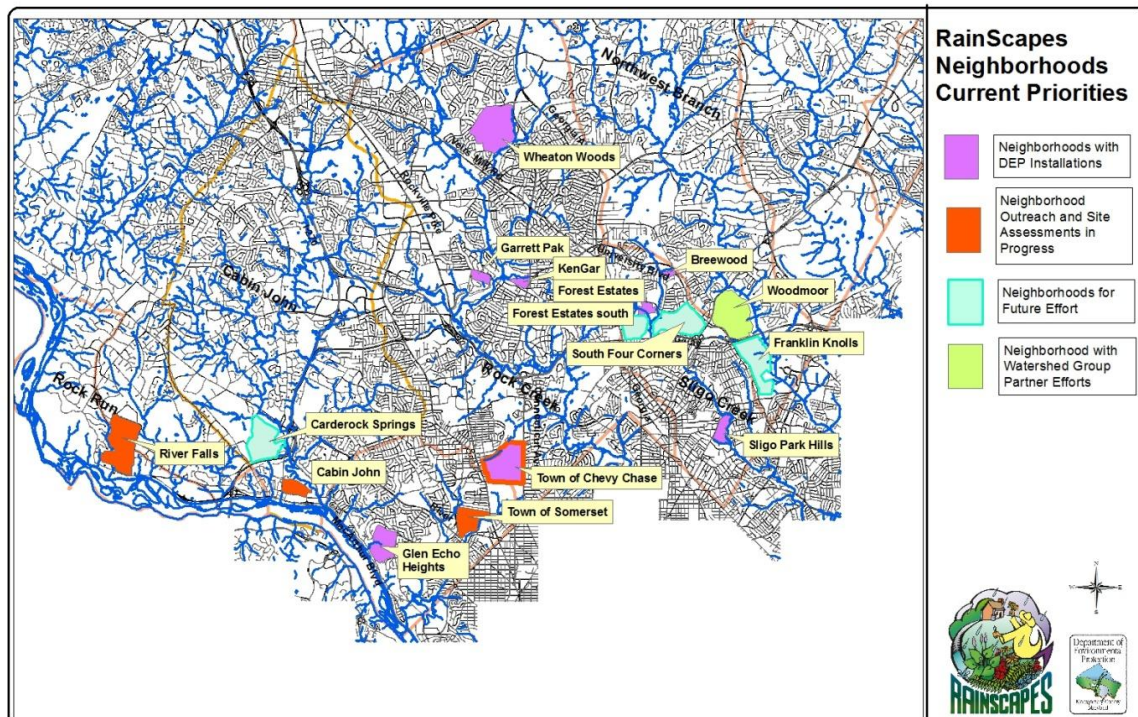 RainScapes
Neighborhoods
Current Priorities
Neighborhoods with
DEP Installations
Neighborhood
Outreach and Site
Assessments in
Progress
Neighborhoods for
Future Effort
Neighborhood with
Watershed Group
Partner Efforts
Northwest Branch
Wheaton Woods
Rockville Pke
Garrett Pak
KenGar
University Blvd
Breewood
Forest Estates
Woodmoor
Forest Estates south
Cabin John
South Four Corners
Franklin Knolls
Rock Creek
Sligo Creek
Rock Run
Carderock Springs
River Falls
Sligo Park Hills
Cabin John
Town of Chevy Chase
Town of Somerset
Glen Echo
Heights
RAINSCAPES
Department of
Environmental
Protection